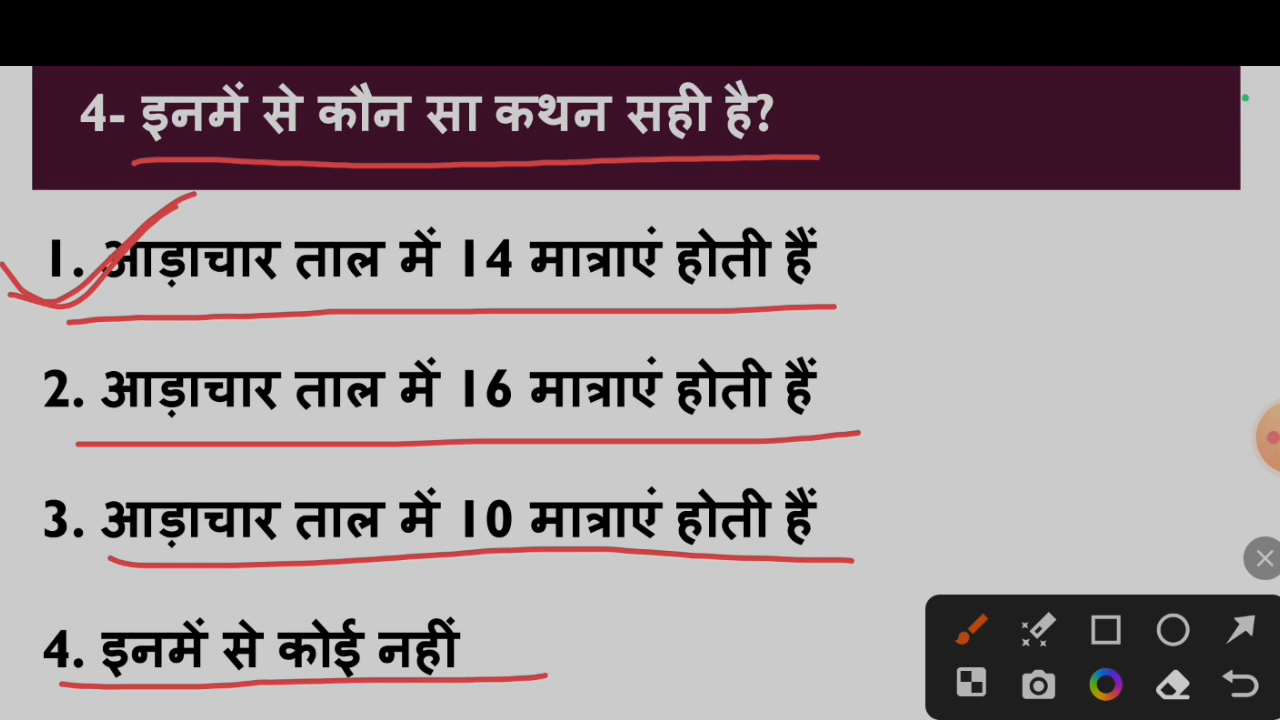 4- इनमें से कौन सा कथन सही है?
1. आड़ाचार ताल में 14 मात्राएं होती हैं
2. आड़ाचार ताल में 16 मात्राएं होती हैं
3. आड़ाचार ताल में 10 मात्राएं होती हैं
4. इनमें से कोई नहीं